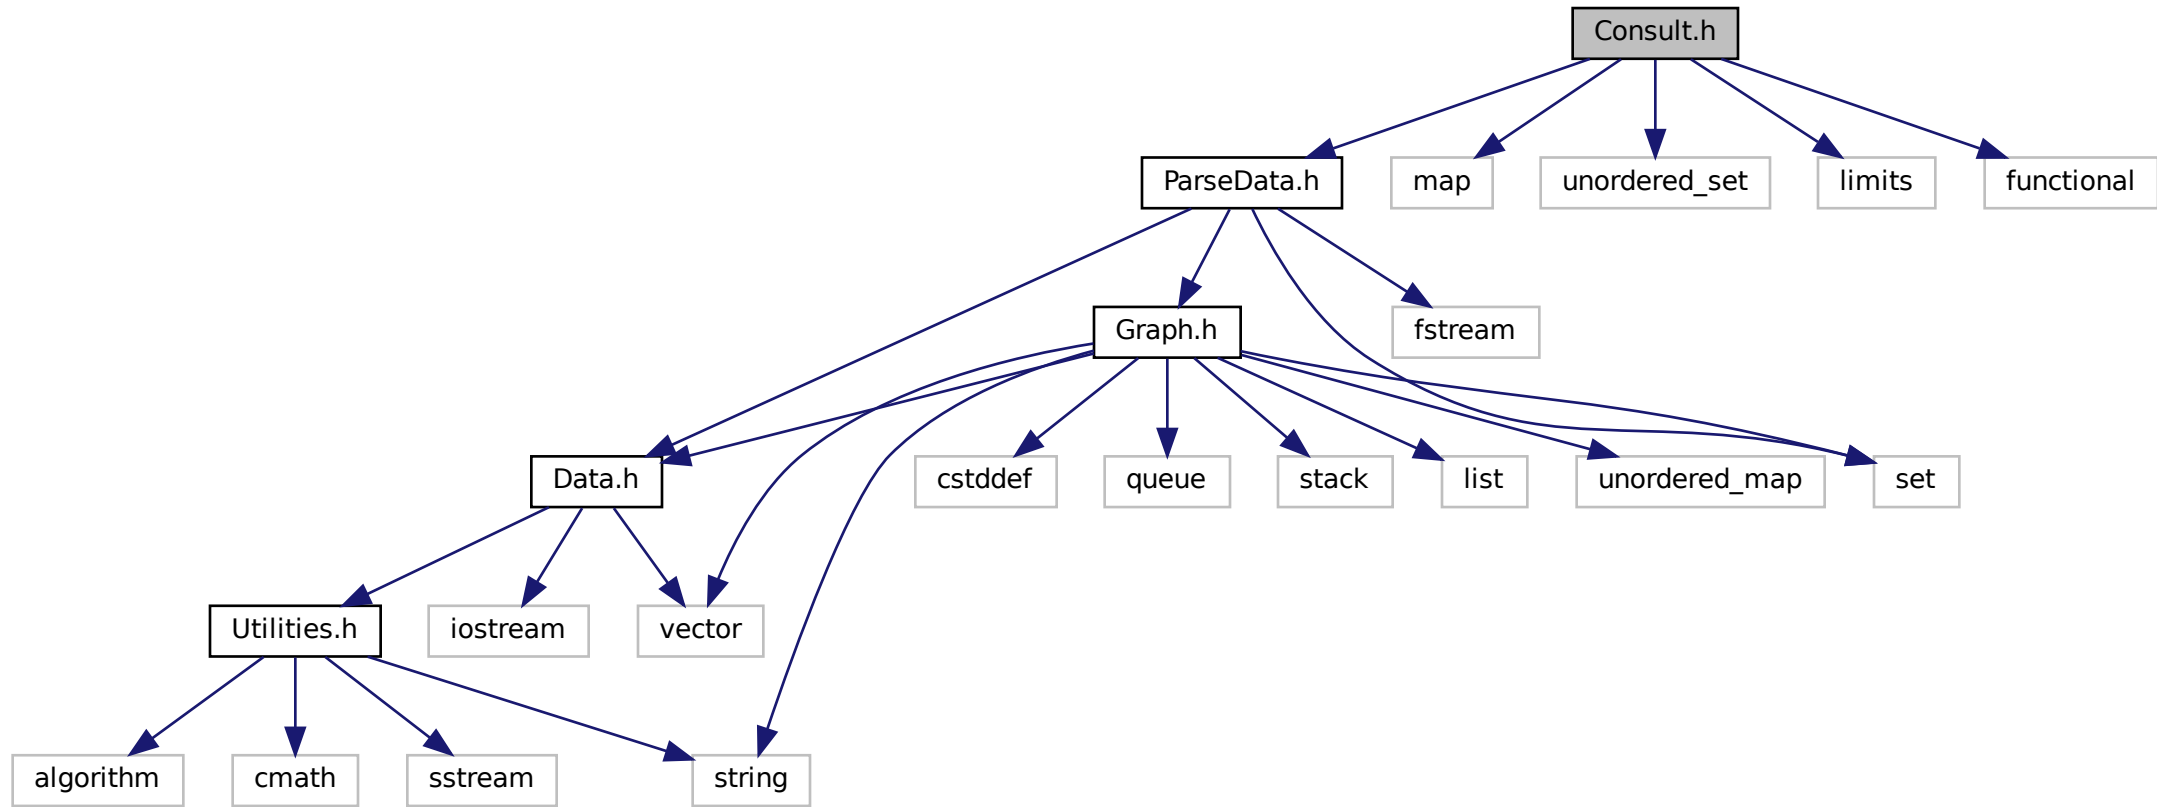 Consult.h
ParseData.h
map
unordered_set
limits
functional
Graph.h
fstream
Data.h
cstddef
queue
stack
list
unordered_map
set
Utilities.h
iostream
vector
algorithm
cmath
sstream
string